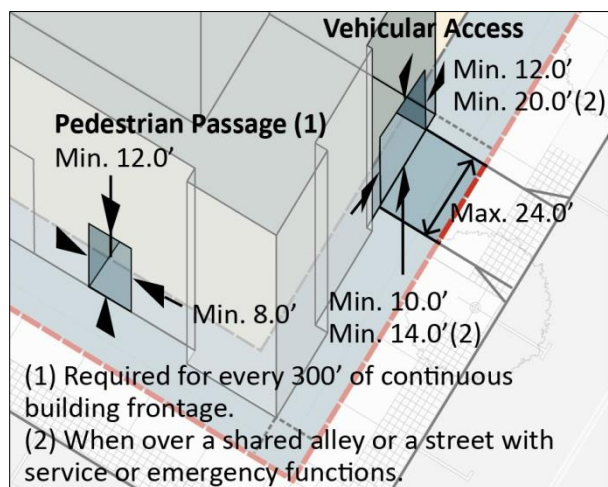 Vehicular Access
Min. 12.0’
Min. 20.0’(2)
Pedestrian Passage (1)
Min. 12.0’
Max. 24.0’
Min. 8.0’
Min. 10.0’
Min. 14.0’(2)
(1) Required for every 300’ of continuous
building frontage.
(2) When over a shared alley or a street with
service or emergency functions.